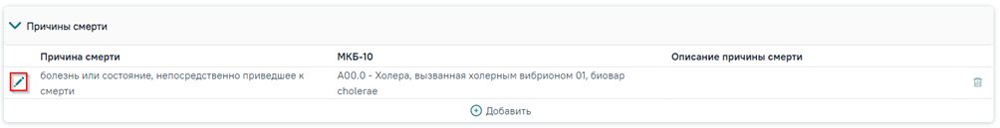 Причины смерти
Причина смерти МКБ-10 Описание причины смерти
болезнь или состояние, непосредственно приведшее к
смерти
A00.0 - Холера, вызванная холерным вибрионом 01, биовар
cholerae
Добавить